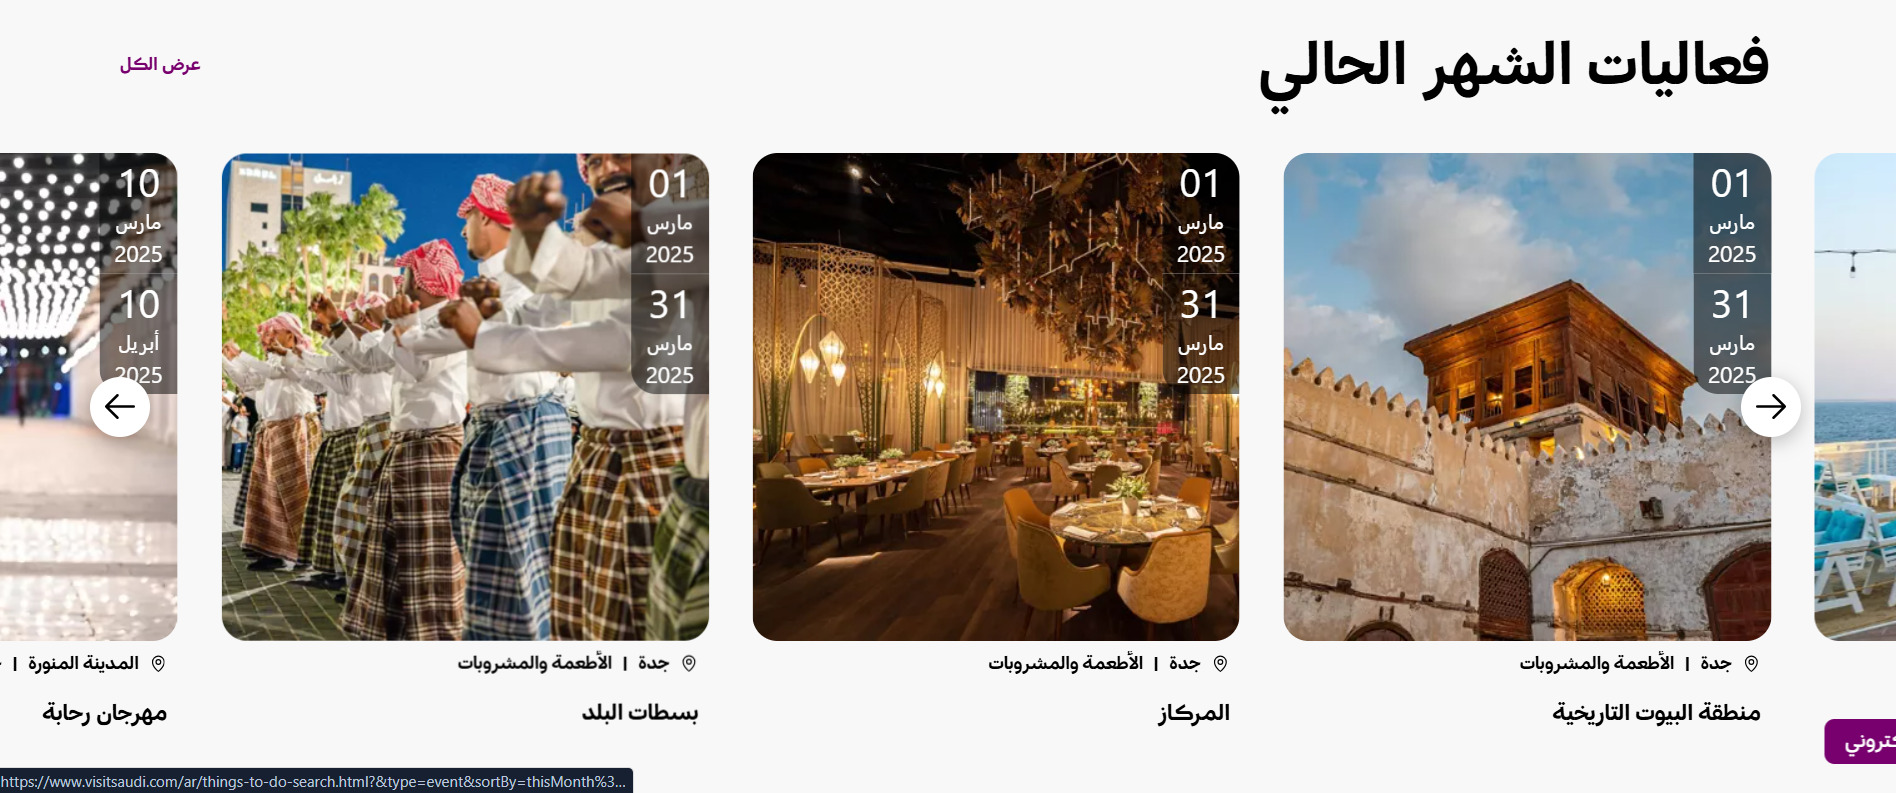 فعاليات الشهر الحالي
عرض الكل
01
مارس
2025
31
مارس
2025
جدة | الأطعمة والمشروبات
منطقة البيوت التاريخية
01
مارس
2025
31
مارس
2025
جدة | الأطعمة والمشروبات
المركاز
01
مارس
2025
31
مارس
2025
جدة | الأطعمة والمشروبات
بسطات البلد
10
مارس
2025
10
أبريل
2025
المدينة المنورة |
مهرجان رحابة
https://www.visitsaudi.com/ar/things-to-do-search.html?&type=event&sortBy=thisMonth%3...